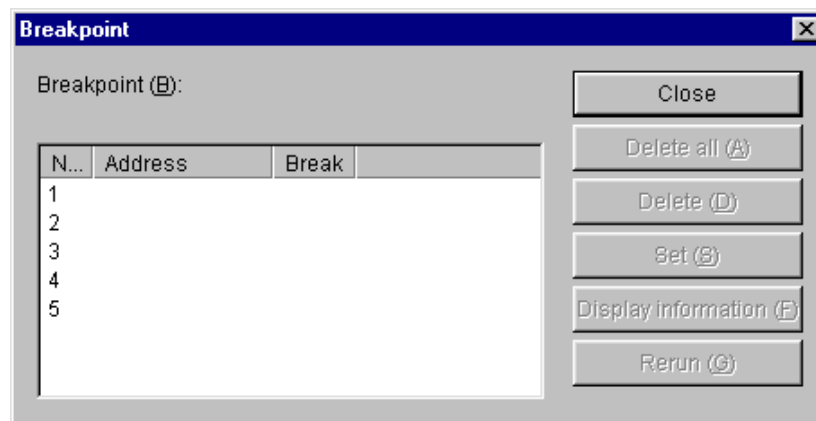 Breakpoint
Breakpoint (B):
Close
Delete all (A)
Delete (D)
Set (S)
Display information (F)
Rerun (G)
N... Address Break
1
2
3
4
5